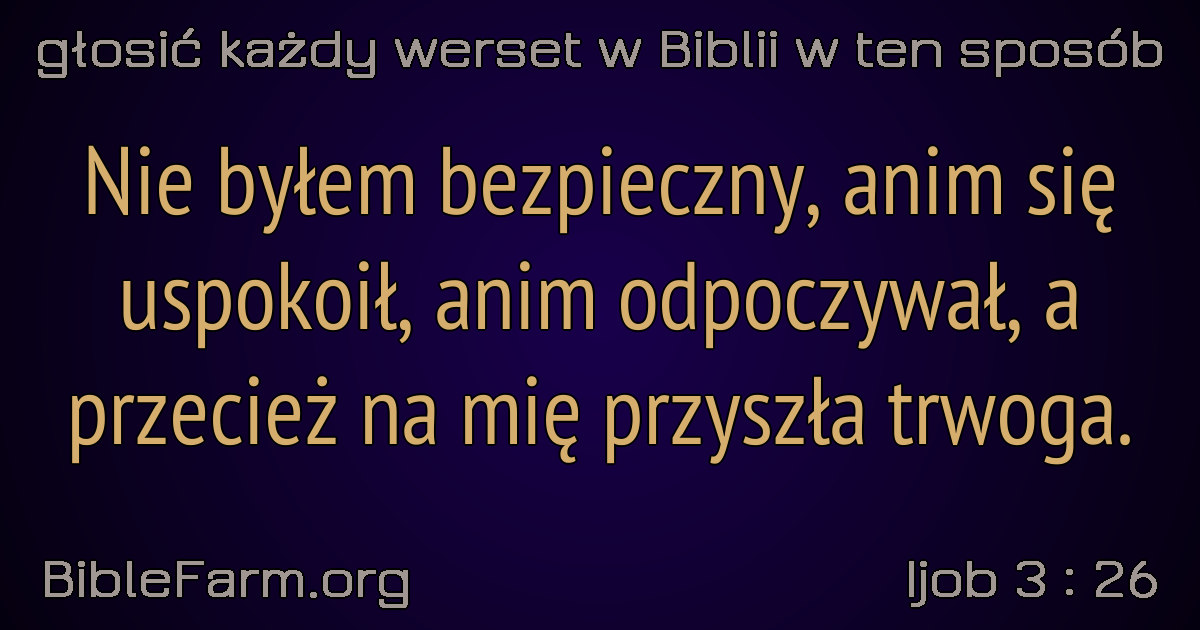 głosić każdy werset w Biblii w ten sposób
Nie byłem bezpieczny, anim się
uspokoił, anim odpoczywał, a
przecież na mię przyszła trwoga.
BibleFarm.org
Ijob 3 : 26